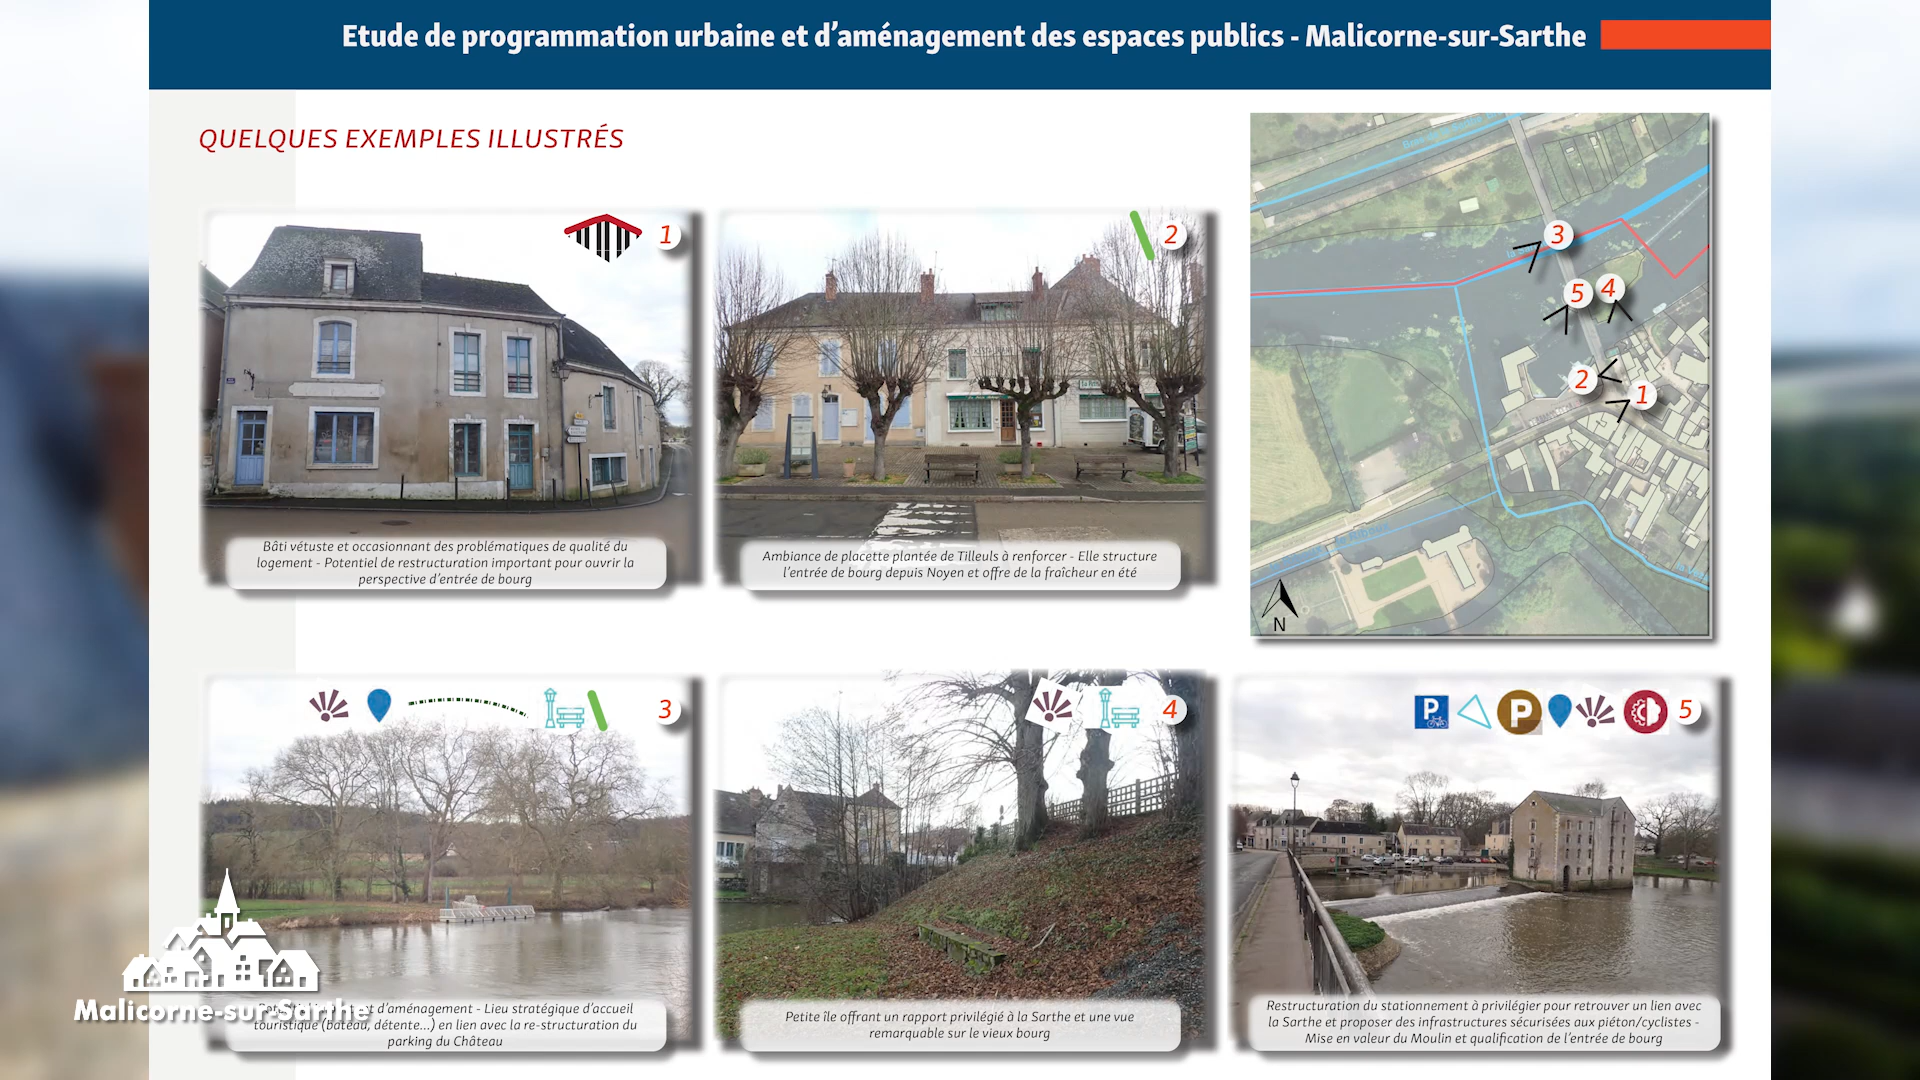 Etude de programmation urbaine et d’aménagement des espaces publics - Malicorne-sur-Sarthe
QUELQUES EXEMPLES ILLUSTRÉS
1
Bâti vétuste et occasionnant des problématiques de qualité du
logement - Potentiel de restructuration important pour ouvrir la
perspective d’entrée de bourg
2
Ambiance de placette plantée de Tilleuls à renforcer - Elle structure
l’entrée de bourg depuis Noyen et offre de la fraîcheur en été
3
5
4
2
1
N
3
d’aménagement - Lieu stratégique d’accueil
touristique (bateau, détente...) en lien avec la re-structuration du
parking du Château
4
Petite île offrant un rapport privilégié à la Sarthe et une vue
remarquable sur le vieux bourg
P
P
5
Restructuration du stationnement à privilégier pour retrouver un lien avec
la Sarthe et proposer des infrastructures sécurisées aux piéton/cyclistes -
Mise en valeur du Moulin et qualification de l’entrée de bourg
Malicorne-sur-Sarthe